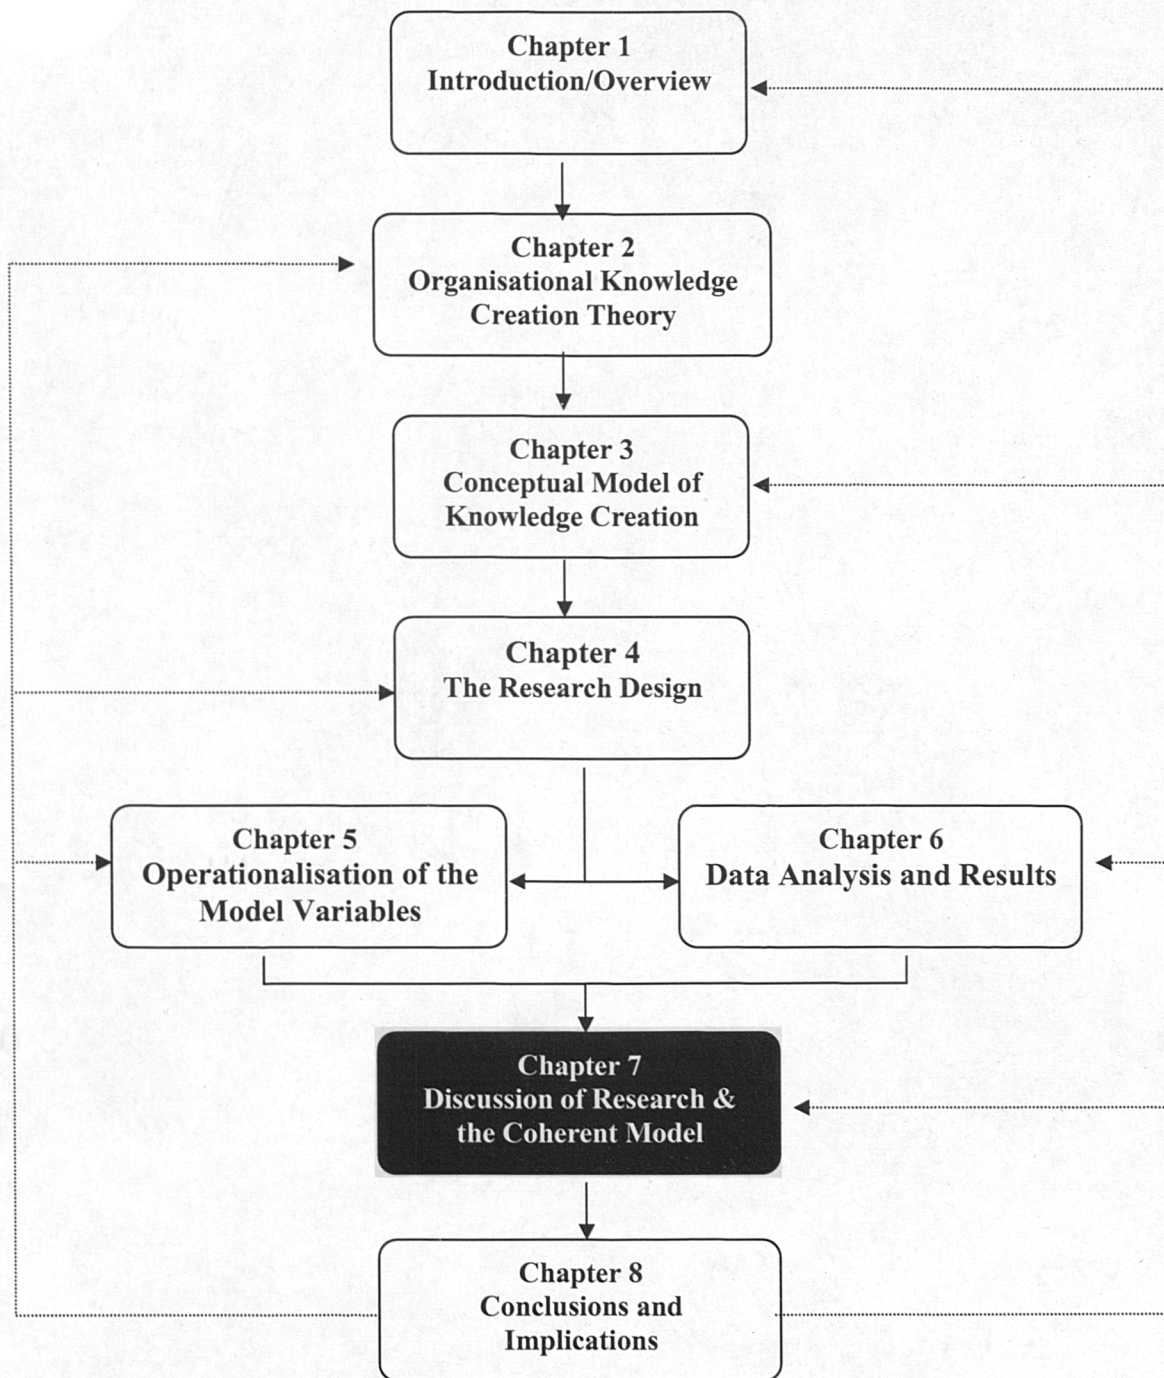 Chapter 1
Introduction/Overview
Chapter 2
Organisational Knowledge
Creation Theory
Chapter 3
Conceptual Model of
Knowledge Creation
Chapter 4
The Research Design
Chapter 5
Operationalisation of the
Model Variables
Chapter 6
Data Analysis and Results
Chapter 7
Discussion of Research &
the Coherent Model
Chapter 8
Conclusions and
Implications